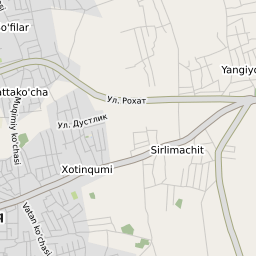 o'filar
Yangiyo
attako'cha
Ул. Рохат
Muqimiy ko'chasi
Ул. Дустлик
Sirlimachit
Xotinqumi
я
Vatan ko'chasi